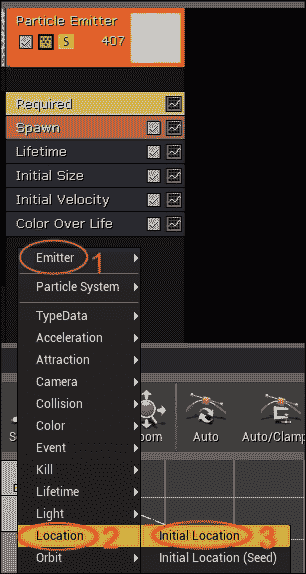 Particle Emitter
S 407
Required
Spawn
Lifetime
Initial Size
Initial Velocity
Color Over Life
Emitter 1
Particle System
TypeData
Acceleration
Attraction
Camera
Collision
Color
Event
Kill
Lifetime
Light
Location 2 Initial Location 3
Orbit Initial Location (Seed)
Auto Auto/Clamp